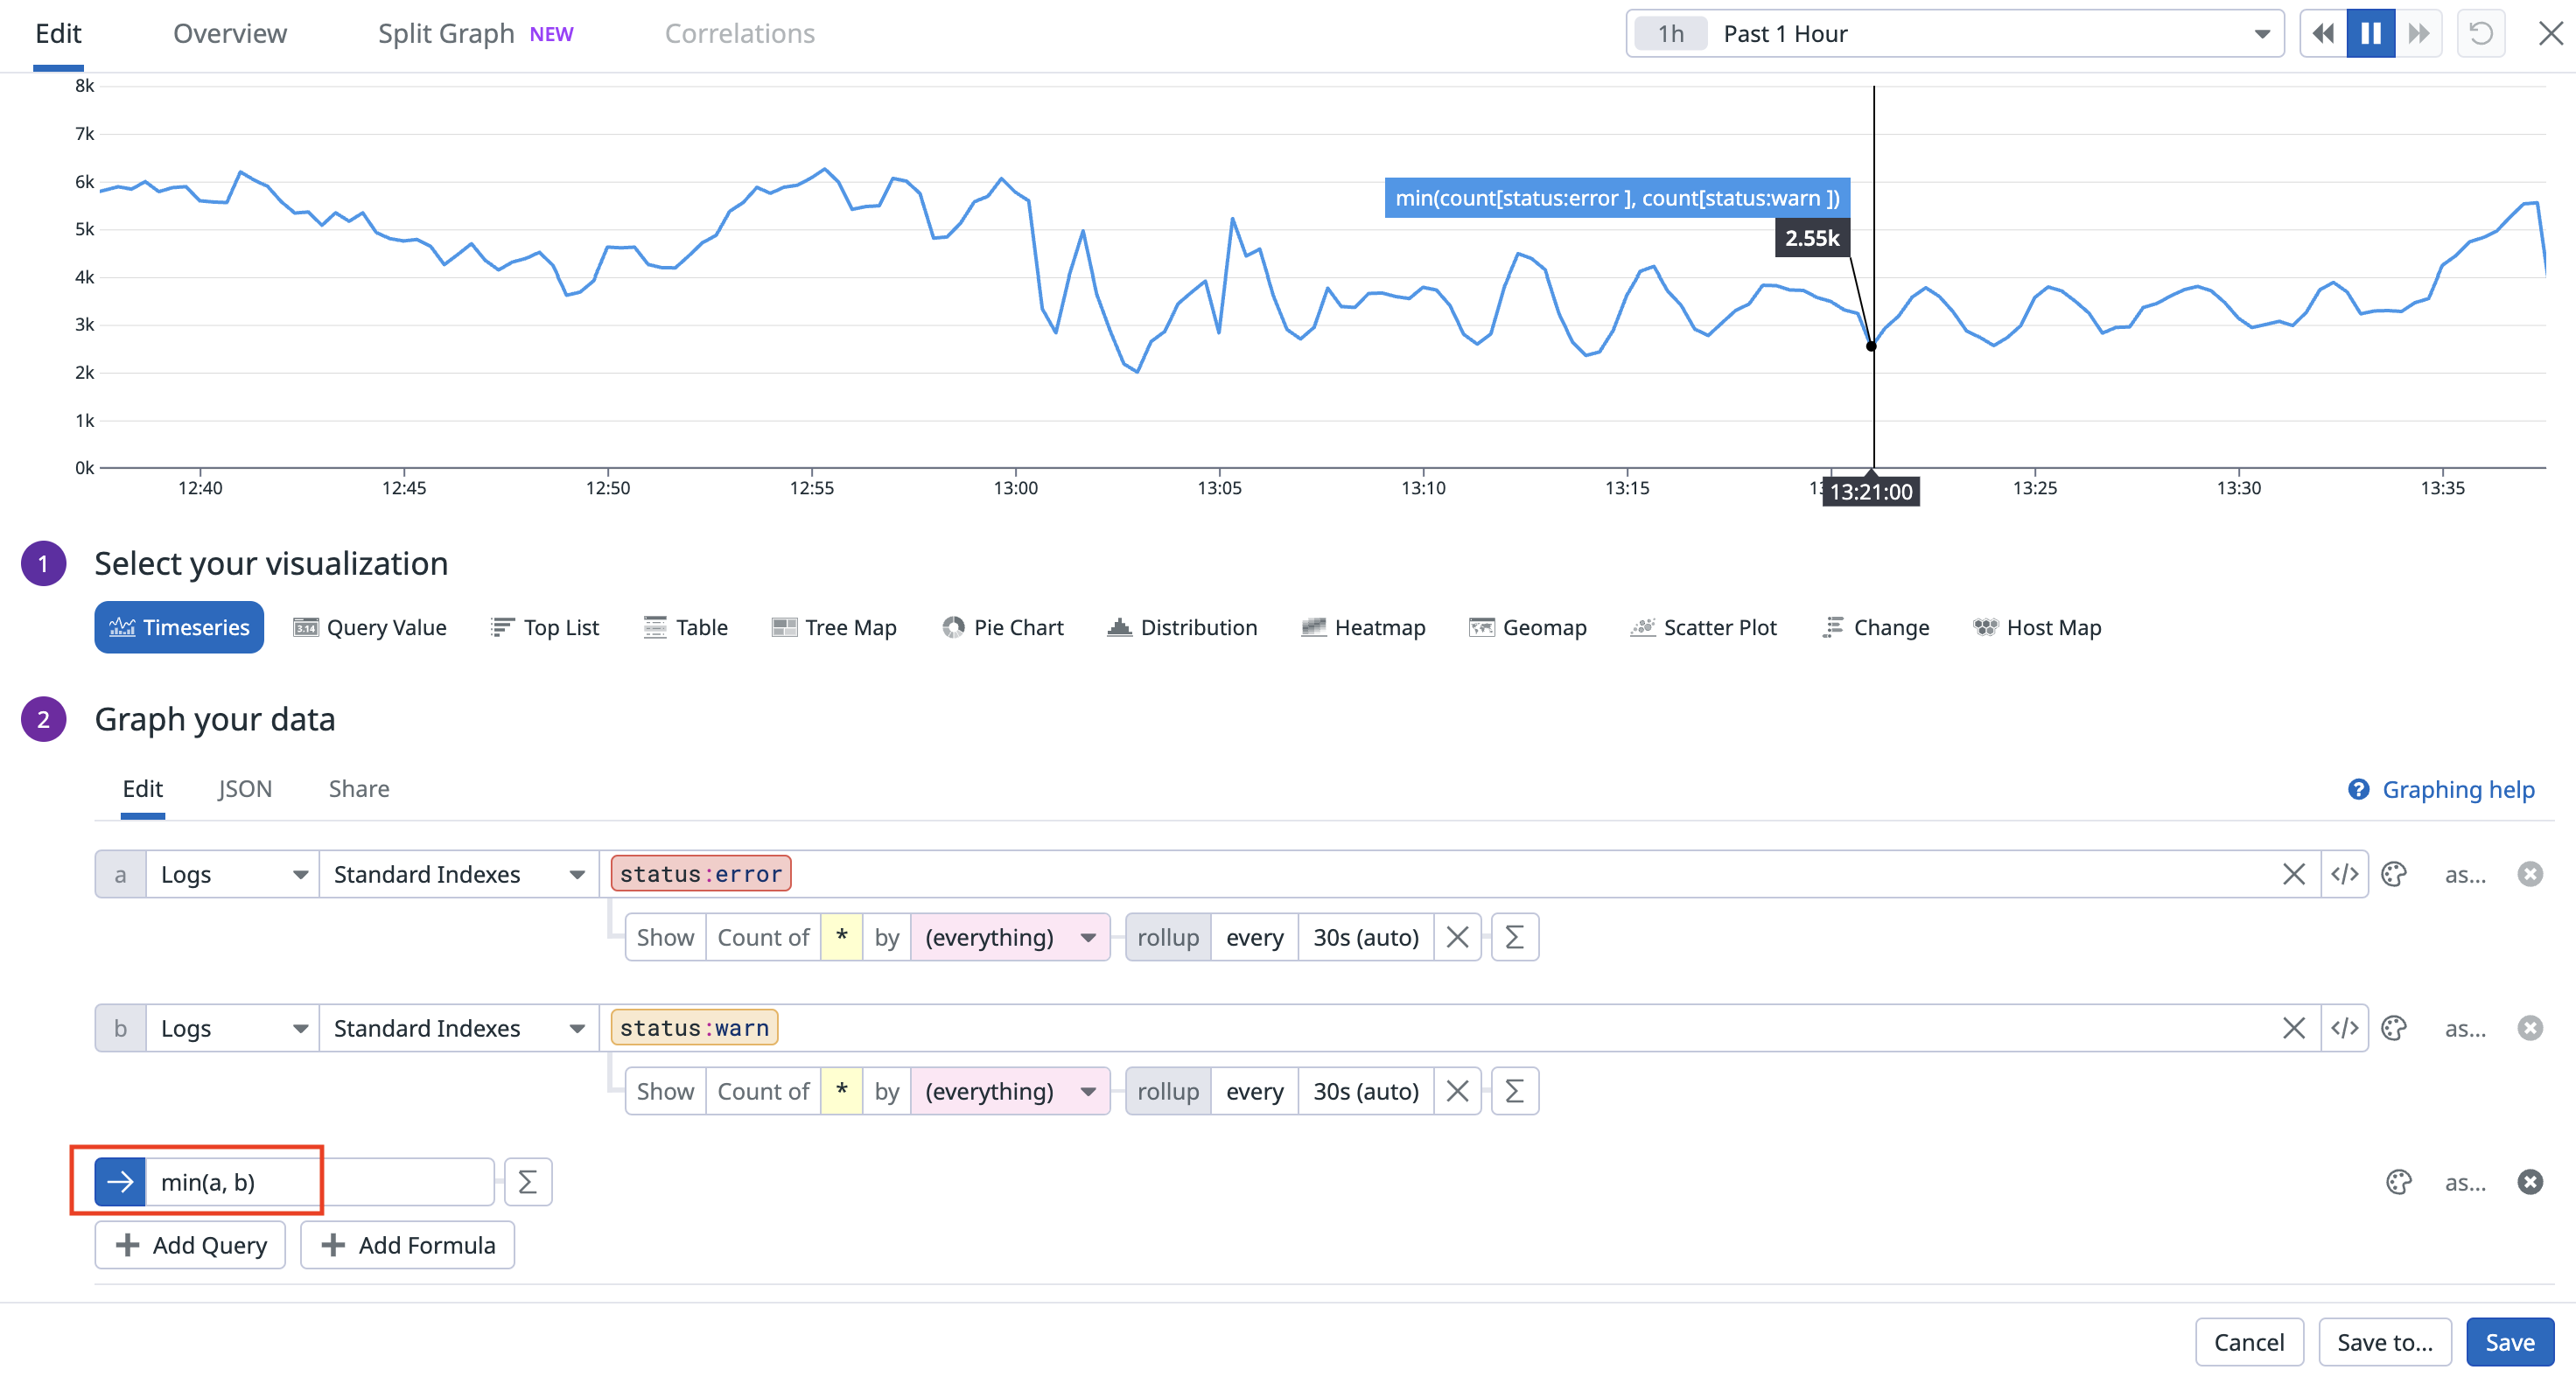 Edit Overview Split Graph NEW Correlations 1h Past 1 Hour
8k
7k
6k
5k
4k
3k
2k
1k
0k
min(count[status:error ], count[status:warn ])
2.55k
12:40 12:45 12:50 12:55 13:00 13:05 13:10 13:15 13:21:00 13:25 13:30 13:35
1 Select your visualization
Timeseries 3.14 Query Value Top List Table Tree Map Pie Chart Distribution Heatmap Geomap Scatter Plot Change Host Map
2 Graph your data
Edit JSON Share ? Graphing help
a Logs Standard Indexes status:error </> as...
Show Count of * by (everything) rollup every 30s (auto) Σ
b Logs Standard Indexes status:warn </> as...
Show Count of * by (everything) rollup every 30s (auto) Σ
min(a, b) Σ as...
+ Add Query + Add Formula
Cancel Save to... Save